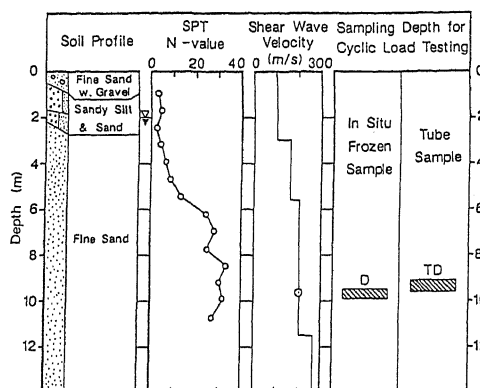 Soil Profile
SPT
N -value
Shear Wave
Velocity
(m/s)
Sampling Depth for
Cyclic Load Testing
0
0
40
0
300
0
Fine Sand
w. Gravel
Sandy Silt
& Sand
Fine Sand
2
4
6
8
10
12
Depth (m)
In Situ
Frozen
Sample
Tube
Sample
D
TD